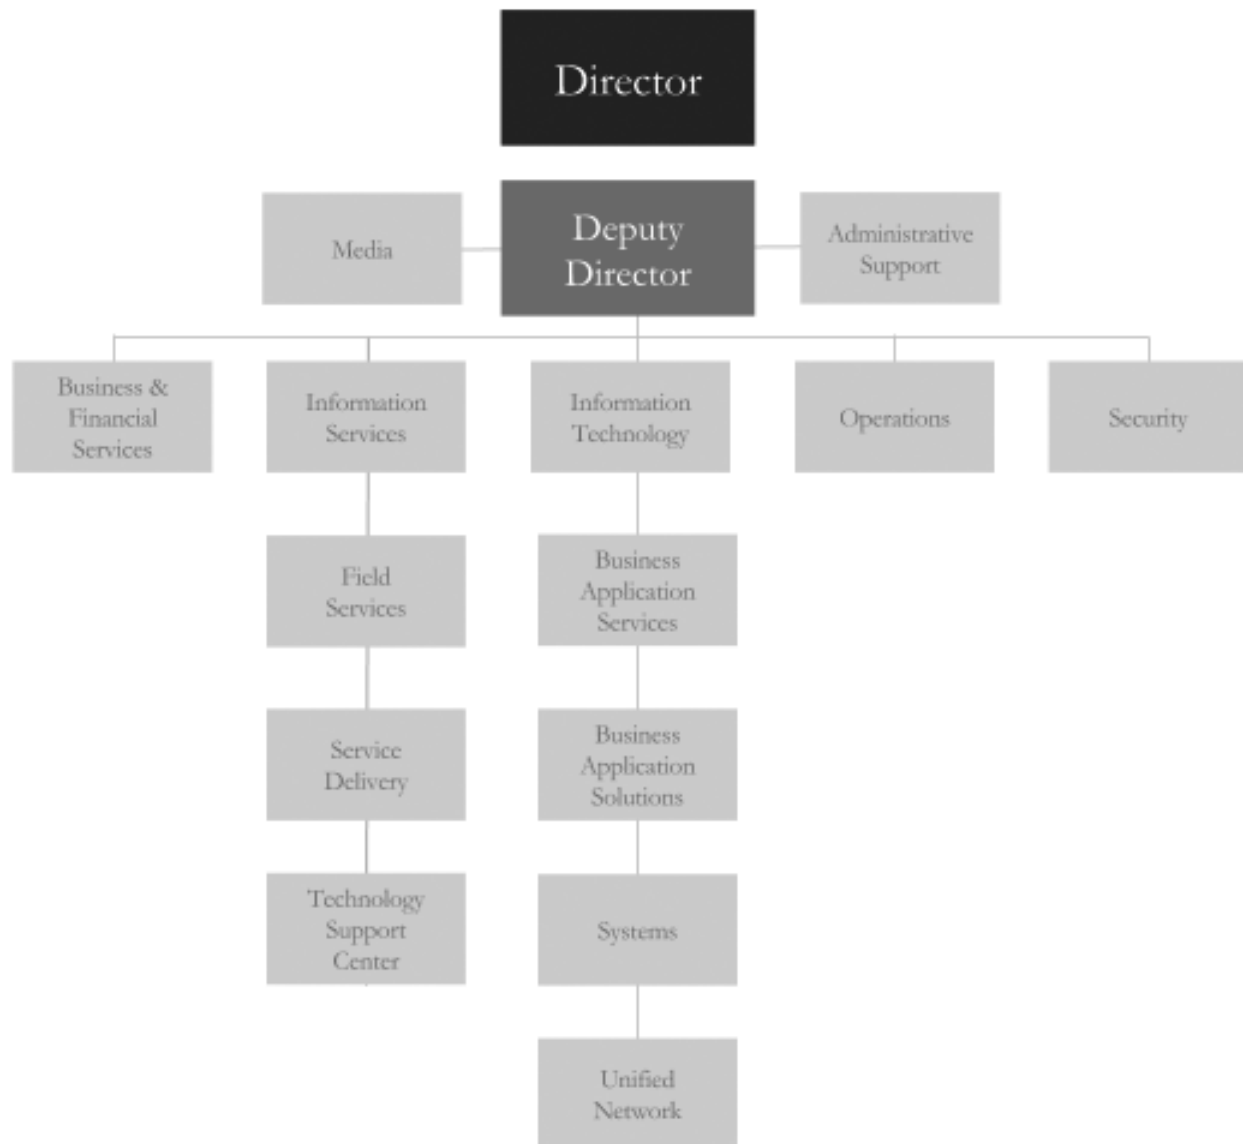 Director
Media
Deputy
Director
Administrative
Support
Business &
Financial
Services
Information
Services
Information
Technology
Operations
Security
Field
Services
Business
Application
Services
Service
Delivery
Business
Application
Solutions
Technology
Support
Center
Systems
Unified
Network